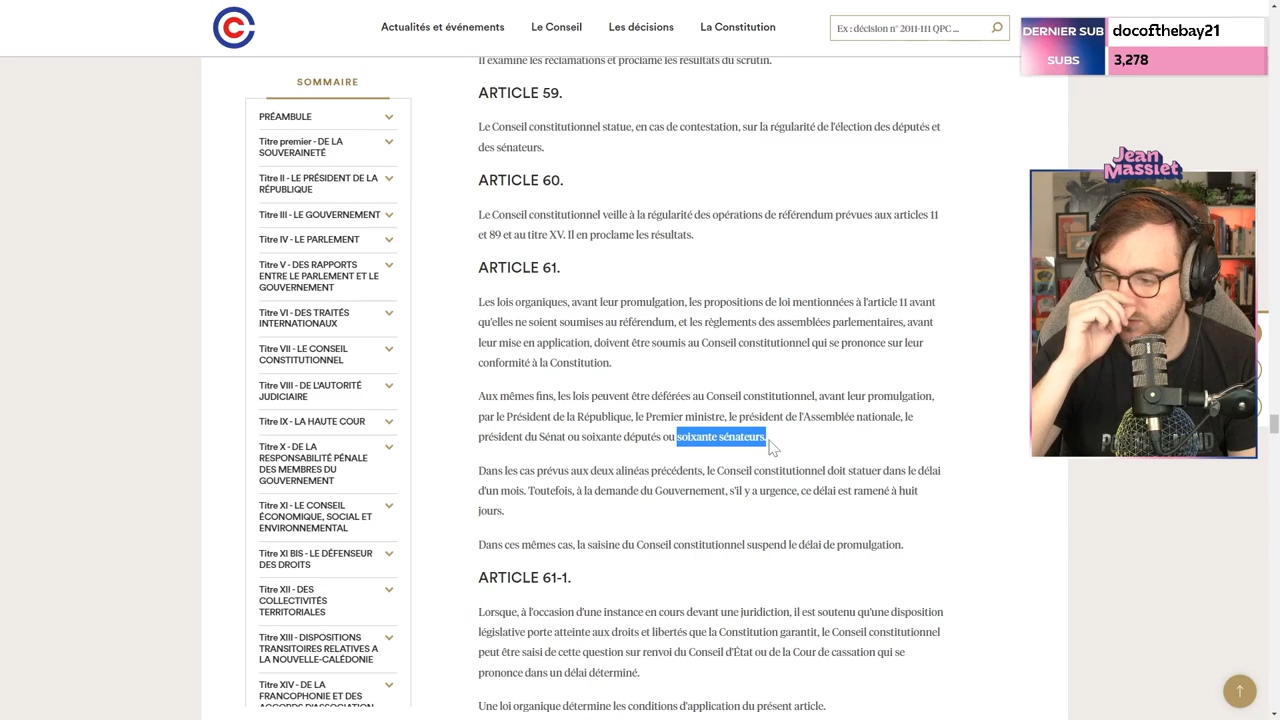 Actualités et événements
Le Conseil
Les décisions
La Constitution
Ex : décision n° 2011-111 QPC ...
DERNIER SUB
docofthebay21
SUBS
3,278
Jean
Massiet
SOMMAIRE
PRÉAMBULE
Titre premier - DE LA
SOUVERAINETÉ
Titre II - LE PRÉSIDENT DE LA
RÉPUBLIQUE
Titre III - LE GOUVERNEMENT
Titre IV - LE PARLEMENT
Titre V - DES RAPPORTS
ENTRE LE PARLEMENT ET LE
GOUVERNEMENT
Titre VI - DES TRAITÉS
INTERNATIONAUX
Titre VII - LE CONSEIL
CONSTITUTIONNEL
Titre VIII - DE L'AUTORITÉ
JUDICIAIRE
Titre IX - LA HAUTE COUR
Titre X - DE LA
RESPONSABILITÉ PÉNALE
DES MEMBRES DU
GOUVERNEMENT
Titre XI - LE CONSEIL
ÉCONOMIQUE, SOCIAL ET
ENVIRONNEMENTAL
Titre XI BIS - LE DÉFENSEUR
DES DROITS
Titre XII - DES
COLLECTIVITÉS
TERRITORIALES
Titre XIII - DISPOSITIONS
TRANSITOIRES RELATIVES A
LA NOUVELLE-CALÉDONIE
Titre XIV - DE LA
FRANCOPHONIE ET DES
ACCORDS D'ASSOCIATION
Il examine les réclamations et proclame les résultats du scrutin.
ARTICLE 59.
Le Conseil constitutionnel statue, en cas de contestation, sur la régularité de l'élection des députés et
des sénateurs.
ARTICLE 60.
Le Conseil constitutionnel veille à la régularité des opérations de référendum prévues aux articles 11
et 89 et au titre XV. Il en proclame les résultats.
ARTICLE 61.
Les lois organiques, avant leur promulgation, les propositions de loi mentionnées à l'article 11 avant
qu'elles ne soient soumises au référendum, et les règlements des assemblées parlementaires, avant
leur mise en application, doivent être soumis au Conseil constitutionnel qui se prononce sur leur
conformité à la Constitution.
Aux mêmes fins, les lois peuvent être déférées au Conseil constitutionnel, avant leur promulgation,
par le Président de la République, le Premier ministre, le président de l'Assemblée nationale, le
président du Sénat ou soixante députés ou soixante sénateurs.
Dans les cas prévus aux deux alinéas précédents, le Conseil constitutionnel doit statuer dans le délai
d'un mois. Toutefois, à la demande du Gouvernement, s'il y a urgence, ce délai est ramené à huit
jours.
Dans ces mêmes cas, la saisine du Conseil constitutionnel suspend le délai de promulgation.
ARTICLE 61-1.
Lorsque, à l'occasion d'une instance en cours devant une juridiction, il est soutenu qu'une disposition
législative porte atteinte aux droits et libertés que la Constitution garantit, le Conseil constitutionnel
peut être saisi de cette question sur renvoi du Conseil d'État ou de la Cour de cassation qui se
prononce dans un délai déterminé.
Une loi organique détermine les conditions d'application du présent article.